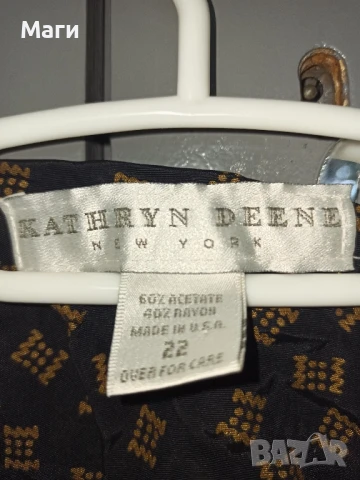 Маги
KATHRYN DEENE
NEW YORK
60% ACETATE
40% RAYON
MADE IN U.S.A.
22
OVER FOR CARE
BAZAR